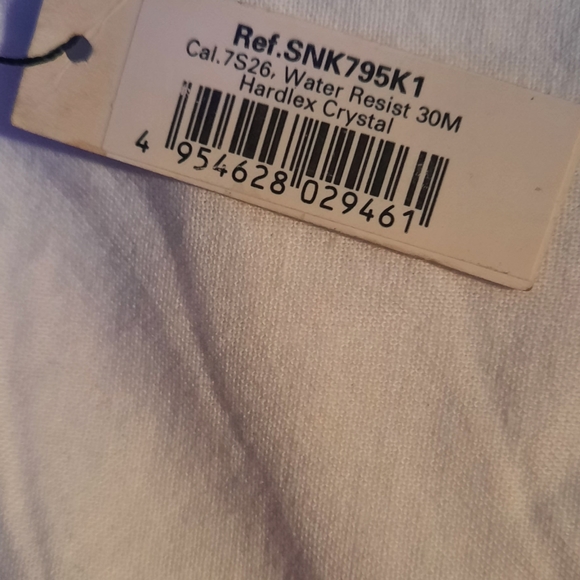 Ref.SNK795K1
Cal.7S26, Water Resist 30M
Hardlex Crystal
4 954628 029461